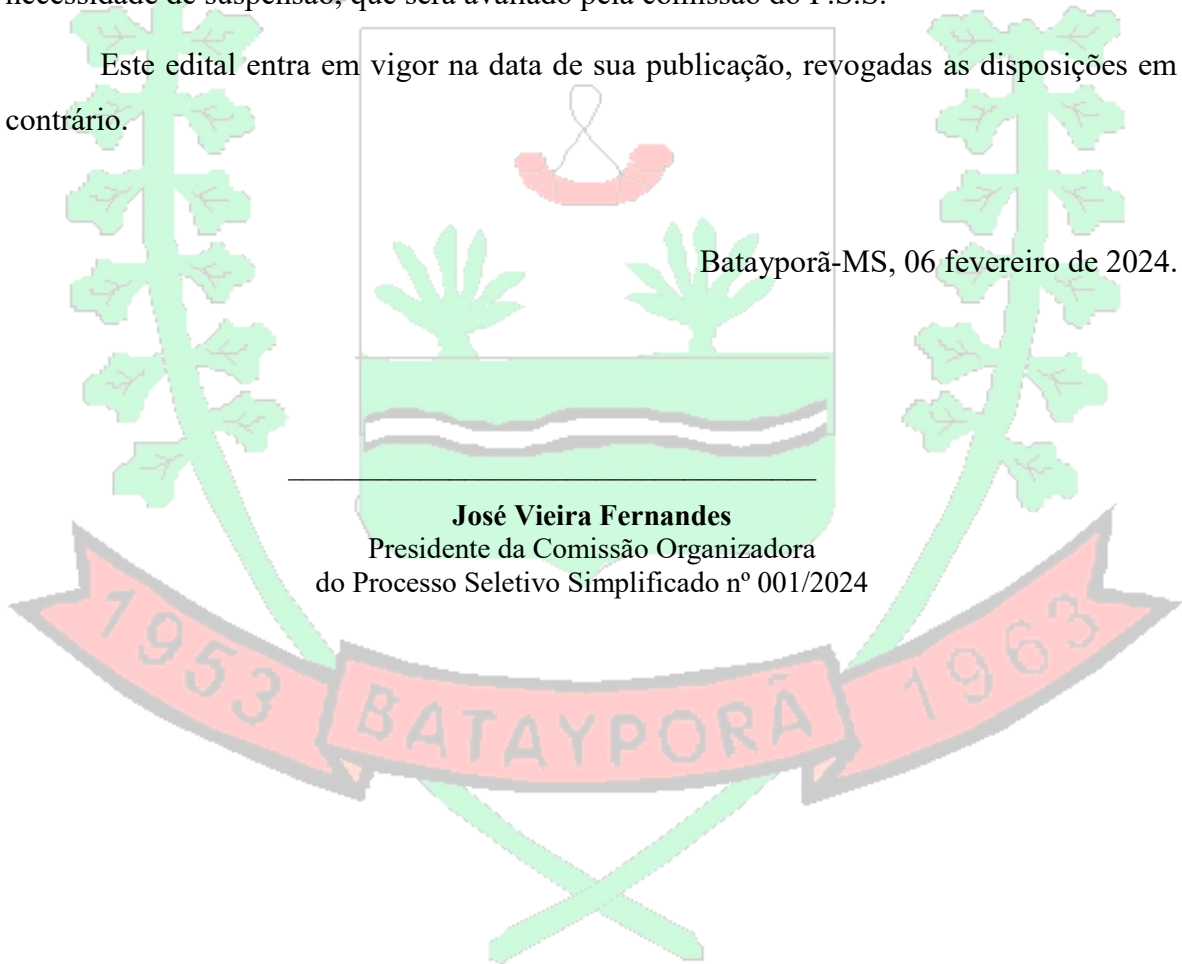 necessidade de suspensão, que será avaliado pela comissão do P.S.S.
Este edital entra em vigor na data de sua publicação, revogadas as disposições em
contrário.
Batayporã-MS, 06 fevereiro de 2024.
José Vieira Fernandes
Presidente da Comissão Organizadora
do Processo Seletivo Simplificado nº 001/2024
1953 BATAYPORÃ 1963